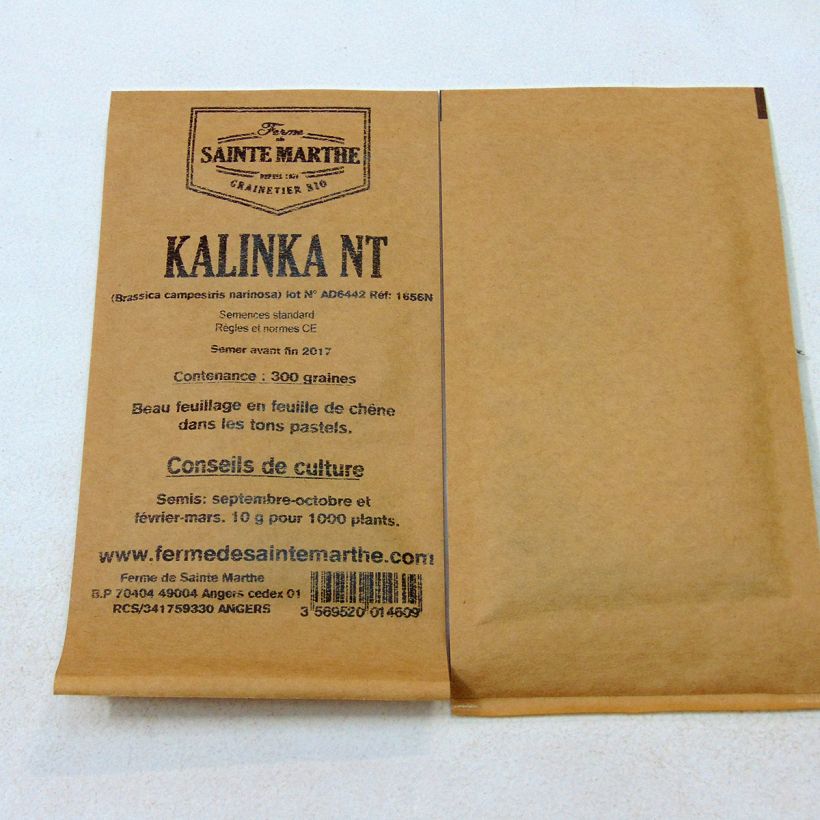 Ferme
de
SAINTE MARTHE
DEPUIS 1974
GRAINETIER BIO
KALINKA NT
(Brassica campestris narinosa) lot N° AD6442 Réf: 1656N
Semences standard
Règles et normes CE
Semer avant fin 2017
Contenance : 300 graines
Beau feuillage en feuille de chêne
dans les tons pastels.
Conseils de culture
Semis: septembre-octobre et
février-mars. 10 g pour 1000 plants.
www.fermedesaintemarthe.com
Ferme de Sainte Marthe
B.P 70404 49004 Angers cedex 01
RCS/341759330 ANGERS
3 569520 014609